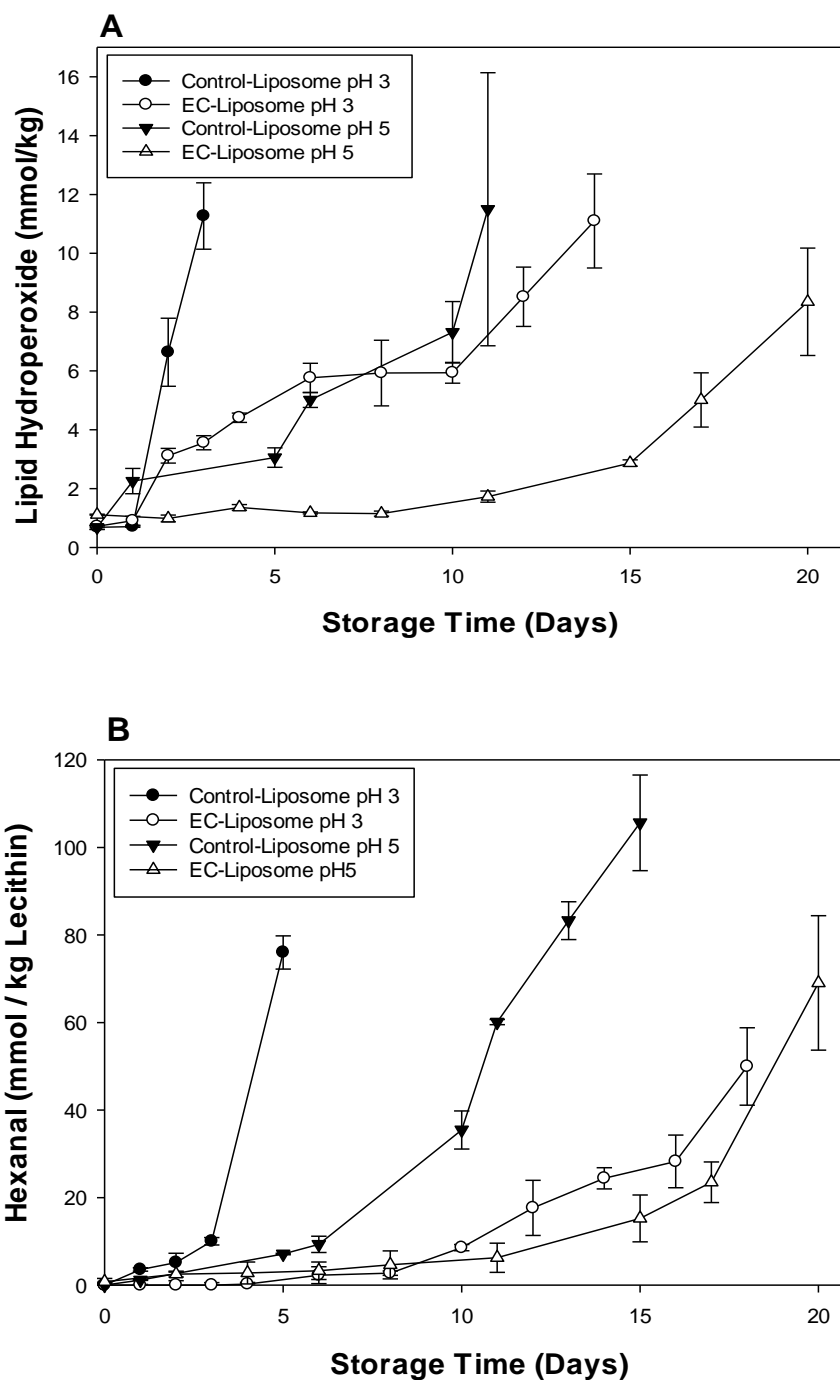 A
Lipid Hydroperoxide (mmol/kg)
16
14
12
10
8
6
4
2
0
Control-Liposome pH 3
EC-Liposome pH 3
Control-Liposome pH 5
EC-Liposome pH 5
0 5 10 15 20
Storage Time (Days)
B
Hexanal (mmol / kg Lecithin)
120
100
80
60
40
20
0
Control-Liposome pH 3
EC-Liposome pH 3
Control-Liposome pH 5
EC-Liposome pH5
0 5 10 15 20
Storage Time (Days)